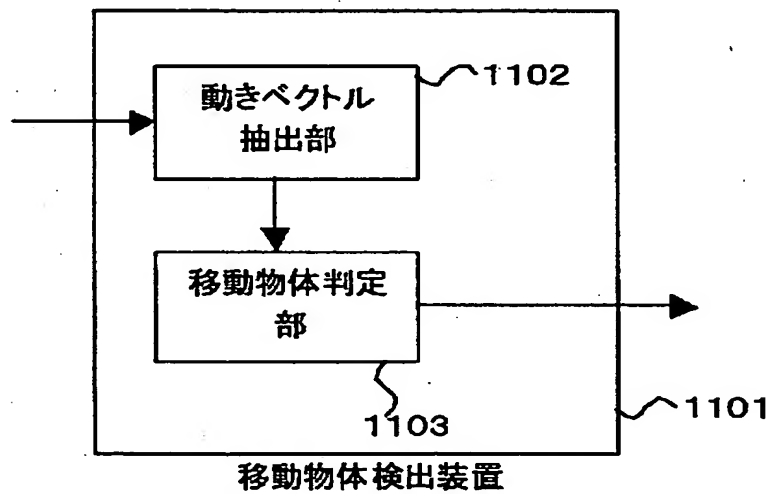 動きベクトル
抽出部
1102
移動物体判定
部
1103
1101
移動物体検出装置